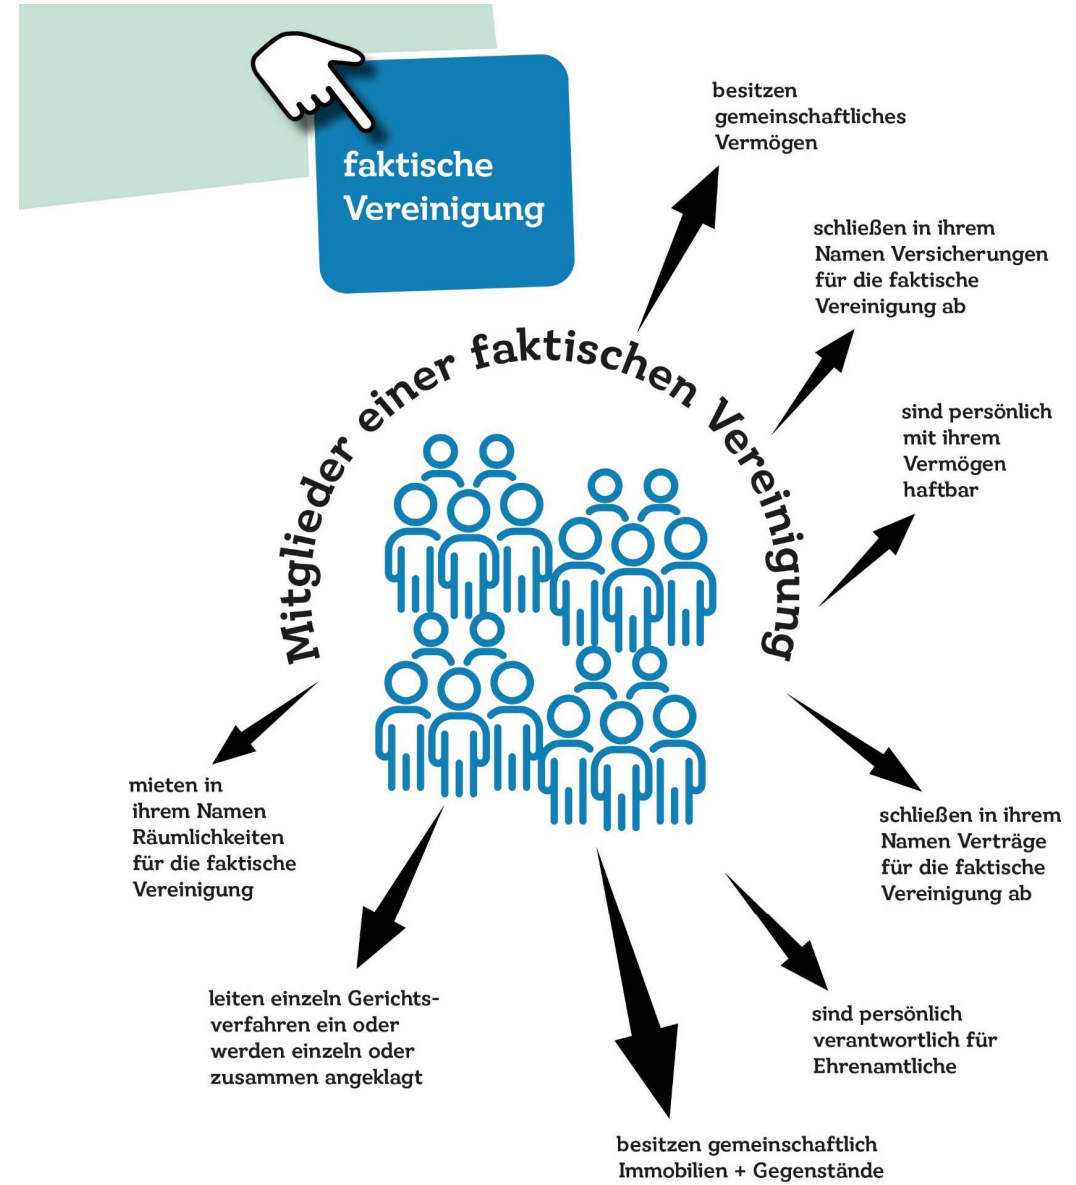 faktische
Vereinigung
besitzen
gemeinschaftliches
Vermögen
schließen in ihrem
Namen Versicherungen
für die faktische
Vereinigung ab
sind persönlich
mit ihrem
Vermögen
haftbar
Mitglieder einer faktischen Vereinigung
mieten in
ihrem Namen
Räumlichkeiten
für die faktische
Vereinigung
schließen in ihrem
Namen Verträge
für die faktische
Vereinigung ab
leiten einzeln Gerichts-
verfahren ein oder
werden einzeln oder
zusammen angeklagt
sind persönlich
verantwortlich für
Ehrenamtliche
besitzen gemeinschaftlich
Immobilien + Gegenstände